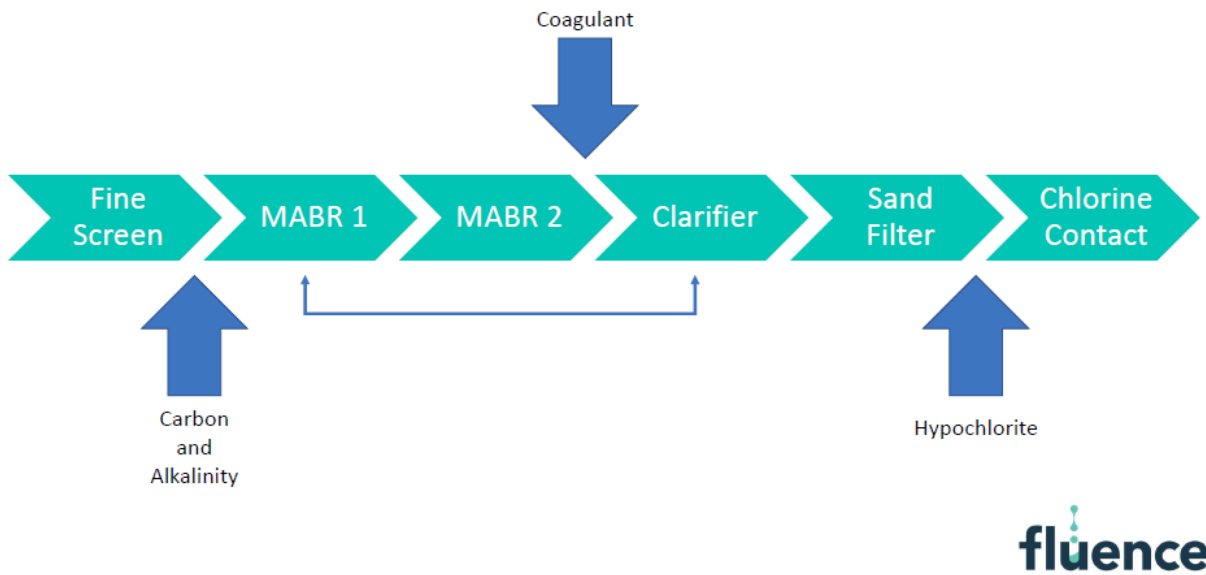 Coagulant
Fine
Screen
MABR 1
MABR 2
Clarifier
Sand
Filter
Chlorine
Contact
Carbon
and
Alkalinity
Hypochlorite
fluence